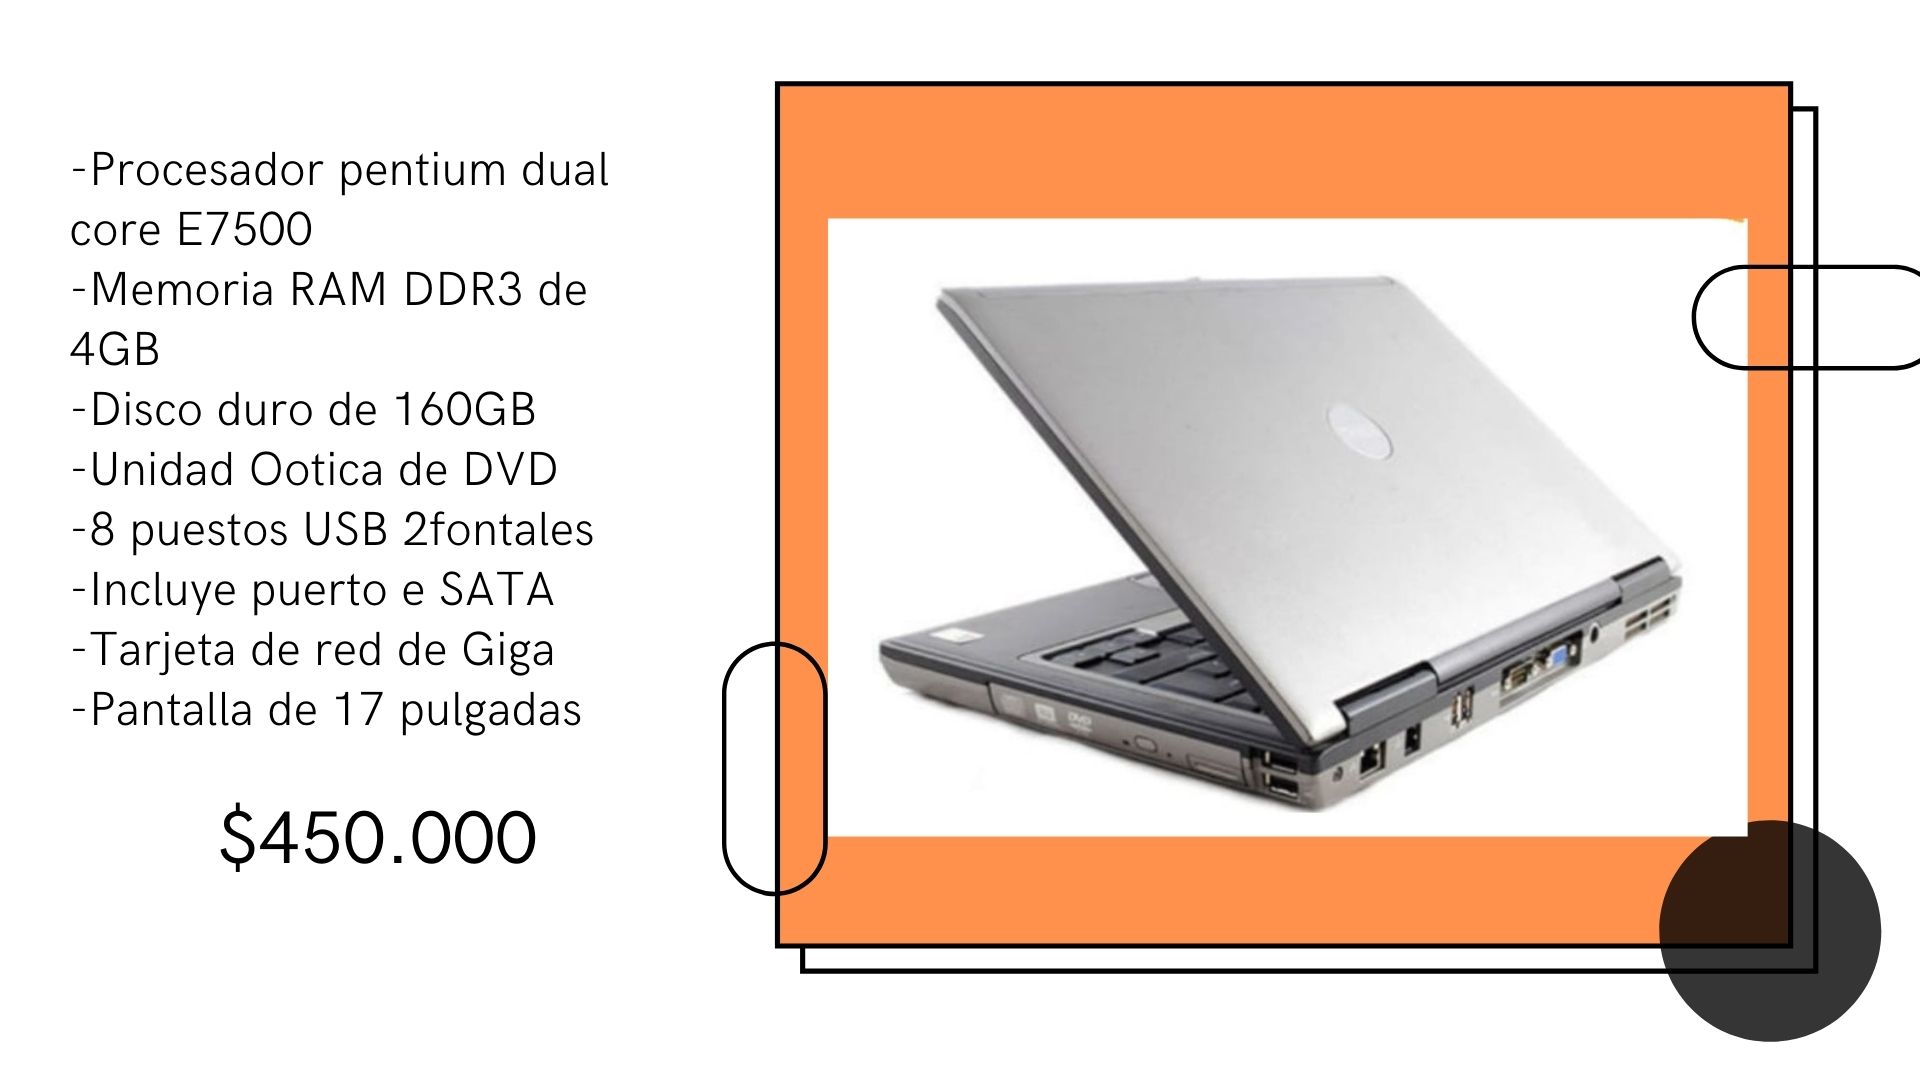 -Procesador pentium dual
core E7500
-Memoria RAM DDR3 de
4GB
-Disco duro de 160GB
-Unidad Ootica de DVD
-8 puestos USB 2fontales
-Incluye puerto e SATA
-Tarjeta de red de Giga
-Pantalla de 17 pulgadas
$450.000
DVD